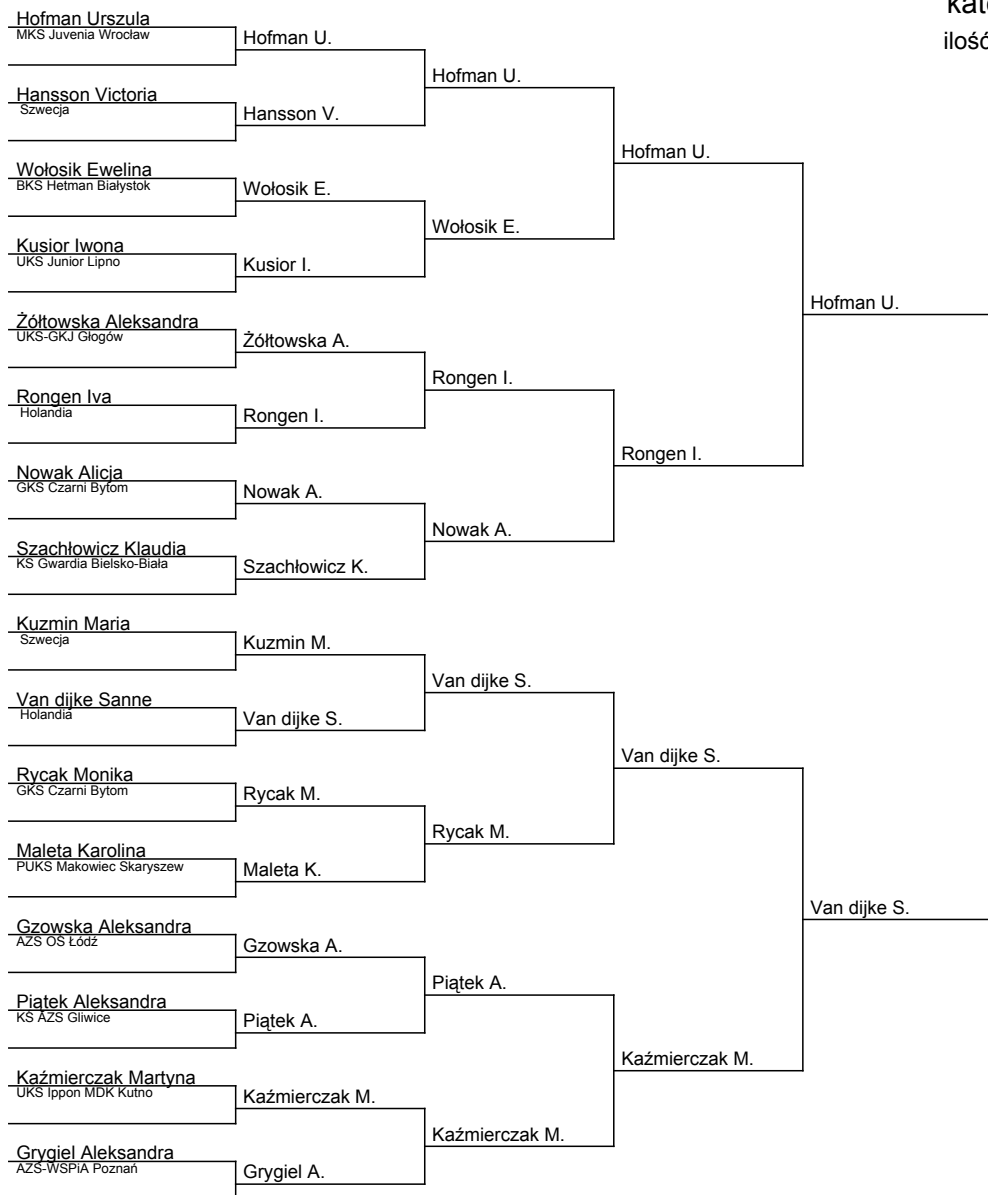 kate
ilość
Hofman Urszula
MKS Juvenia Wrocław
Hofman U.
Hofman U.
Hansson Victoria
Szwecja
Hansson V.
Hofman U.
Wołosik Ewelina
BKS Hetman Białystok
Wołosik E.
Wołosik E.
Kusior Iwona
UKS Junior Lipno
Kusior I.
Hofman U.
Żółtowska Aleksandra
UKS-GKJ Głogów
Żółtowska A.
Rongen I.
Rongen Iva
Holandia
Rongen I.
Rongen I.
Nowak Alicja
GKS Czarni Bytom
Nowak A.
Nowak A.
Szachłowicz Klaudia
KS Gwardia Bielsko-Biała
Szachłowicz K.
Kuzmin Maria
Szwecja
Kuzmin M.
Van dijke S.
Van dijke Sanne
Holandia
Van dijke S.
Van dijke S.
Rycak Monika
GKS Czarni Bytom
Rycak M.
Rycak M.
Maleta Karolina
PUKS Makowiec Skaryszew
Maleta K.
Van dijke S.
Gzowska Aleksandra
AZS OŚ Łódź
Gzowska A.
Piątek A.
Piątek Aleksandra
KS AZS Gliwice
Piątek A.
Kaźmierczak M.
Kaźmierczak Martyna
UKS Ippon MDK Kutno
Kaźmierczak M.
Kaźmierczak M.
Grygiel Aleksandra
AZS-WSPiA Poznań
Grygiel A.